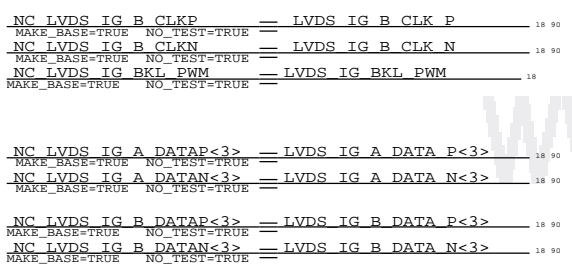 NC_LVDS_IG_B_CLKP == LVDS_IG_B_CLK_P 18 90
MAKE_BASE=TRUE NO_TEST=TRUE
NC_LVDS_IG_B_CLKN == LVDS_IG_B_CLK_N 18 90
MAKE_BASE=TRUE NO_TEST=TRUE
NC_LVDS_IG_BKL_PWM == LVDS_IG_BKL_PWM 18
MAKE_BASE=TRUE NO_TEST=TRUE
NC_LVDS_IG_A_DATAP<3> == LVDS_IG_A_DATA_P<3> 18 90
MAKE_BASE=TRUE NO_TEST=TRUE
NC_LVDS_IG_A_DATAN<3> == LVDS_IG_A_DATA_N<3> 18 90
MAKE_BASE=TRUE NO_TEST=TRUE
NC_LVDS_IG_B_DATAP<3> == LVDS_IG_B_DATA_P<3> 18 90
MAKE_BASE=TRUE NO_TEST=TRUE
NC_LVDS_IG_B_DATAN<3> == LVDS_IG_B_DATA_N<3> 18 90
MAKE_BASE=TRUE NO_TEST=TRUE